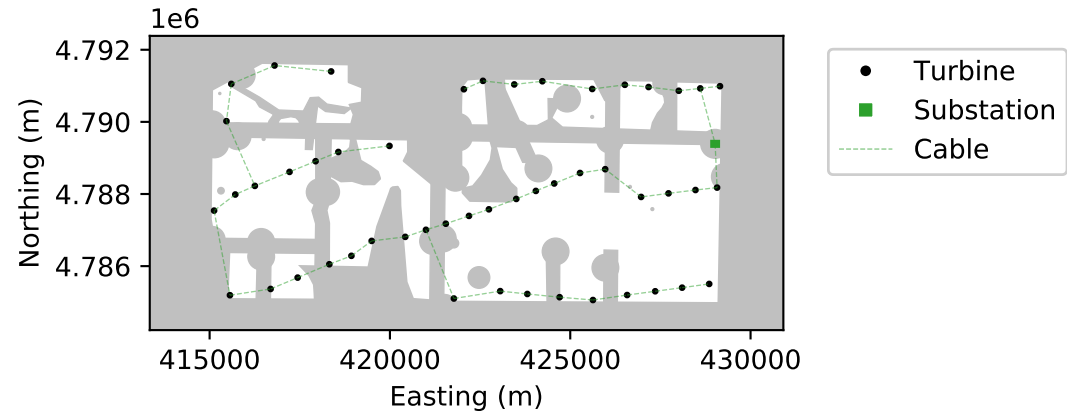 1e6
4.792
4.790
4.788
4.786
Northing (m)
415000 420000 425000 430000
Easting (m)
Turbine
Substation
Cable